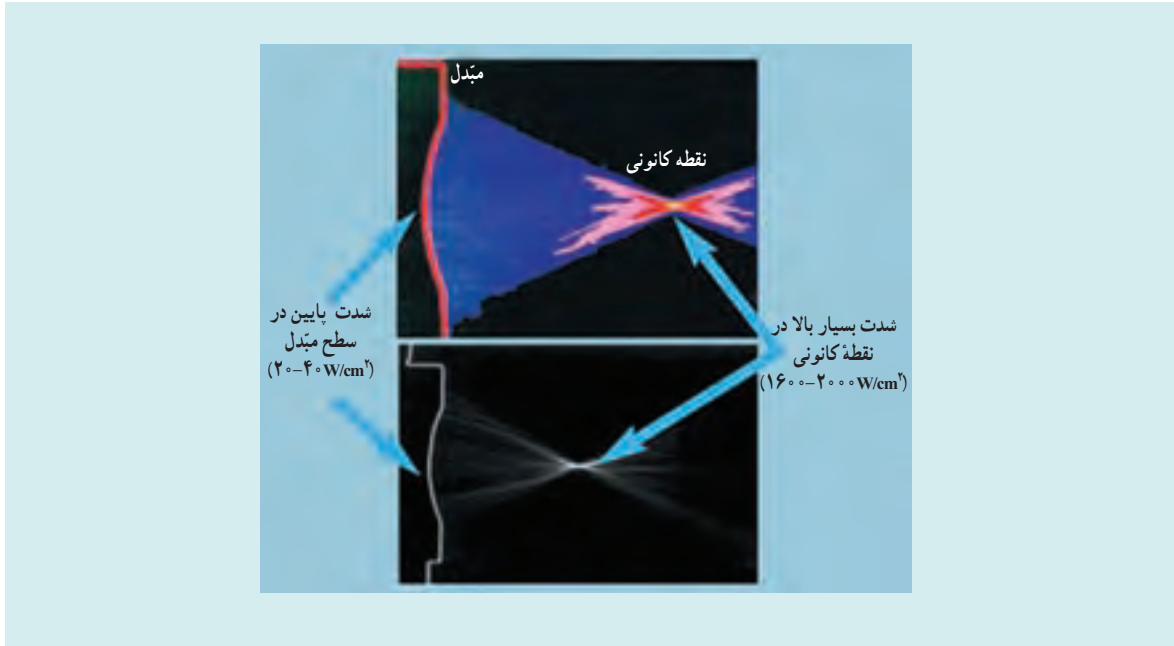 مبّدل
نقطه کانونی
شدت پایین در
سطح مبّدل
(۲۰-۴۰W/cm²)
شدت بسیار بالا در
نقطهٔ کانونی
(۱۶۰۰-۲۰۰۰W/cm²)